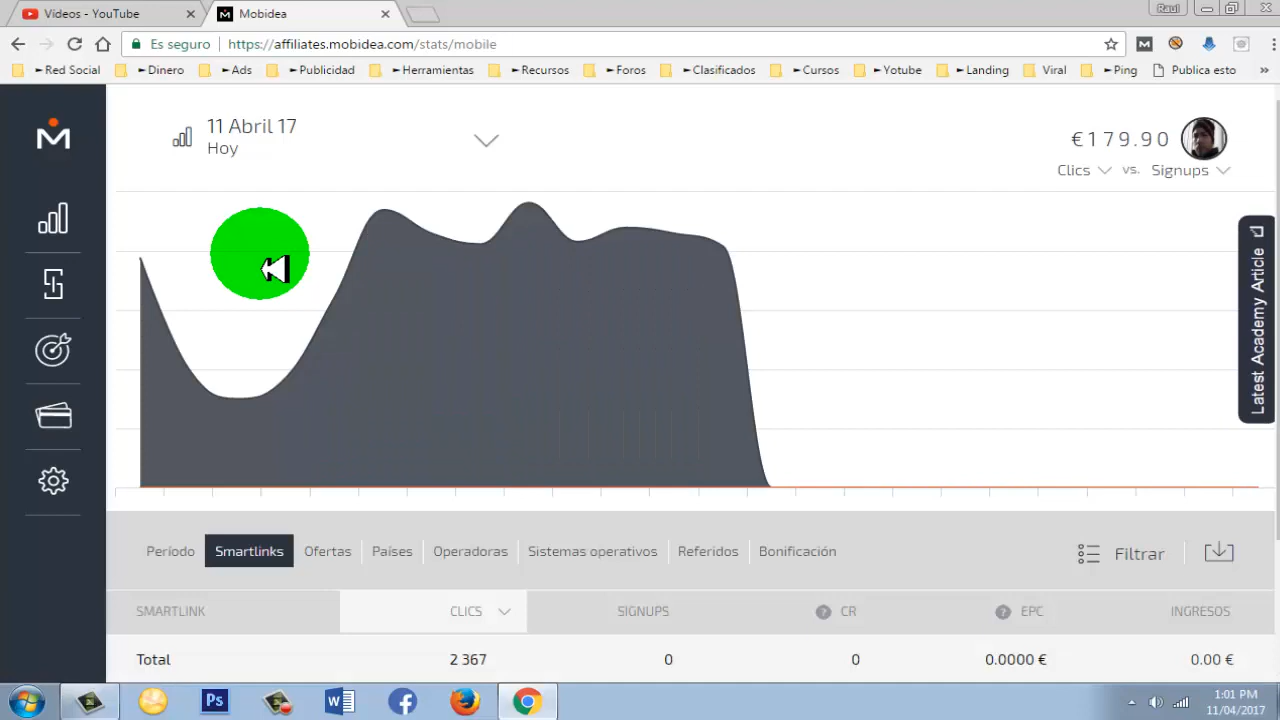 Videos - YouTube
Mobidea
Raul
Es seguro
https://affiliates.mobidea.com/stats/mobile
►Red Social
►Dinero
►Ads
►Publicidad
►Herramientas
►Recursos
►Foros
►Clasificados
►Cursos
►Yotube
►Landing
Viral
►Ping
Publica esto
»
11 Abril 17
Hoy
€179.90
Clics vs. Signups
Latest Academy Article
Período
Smartlinks
Ofertas
Países
Operadoras
Sistemas operativos
Referidos
Bonificación
Filtrar
SMARTLINK
CLICS
SIGNUPS
? CR
? EPC
INGRESOS
Total
2 367
0
0
0.0000 €
0.00 €
Ps
1:01 PM
11/04/2017